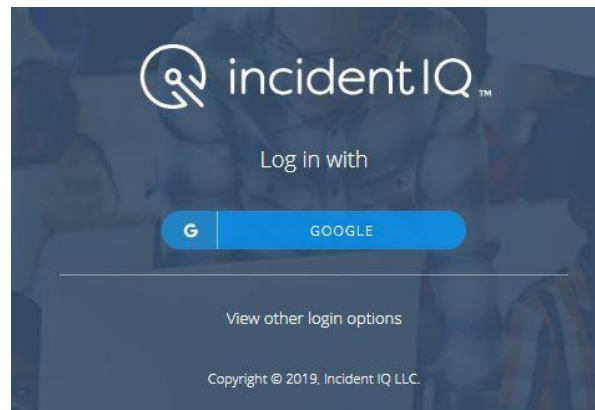 incidentIQ™
Log in with
G GOOGLE
View other login options
Copyright © 2019, Incident IQ LLC.